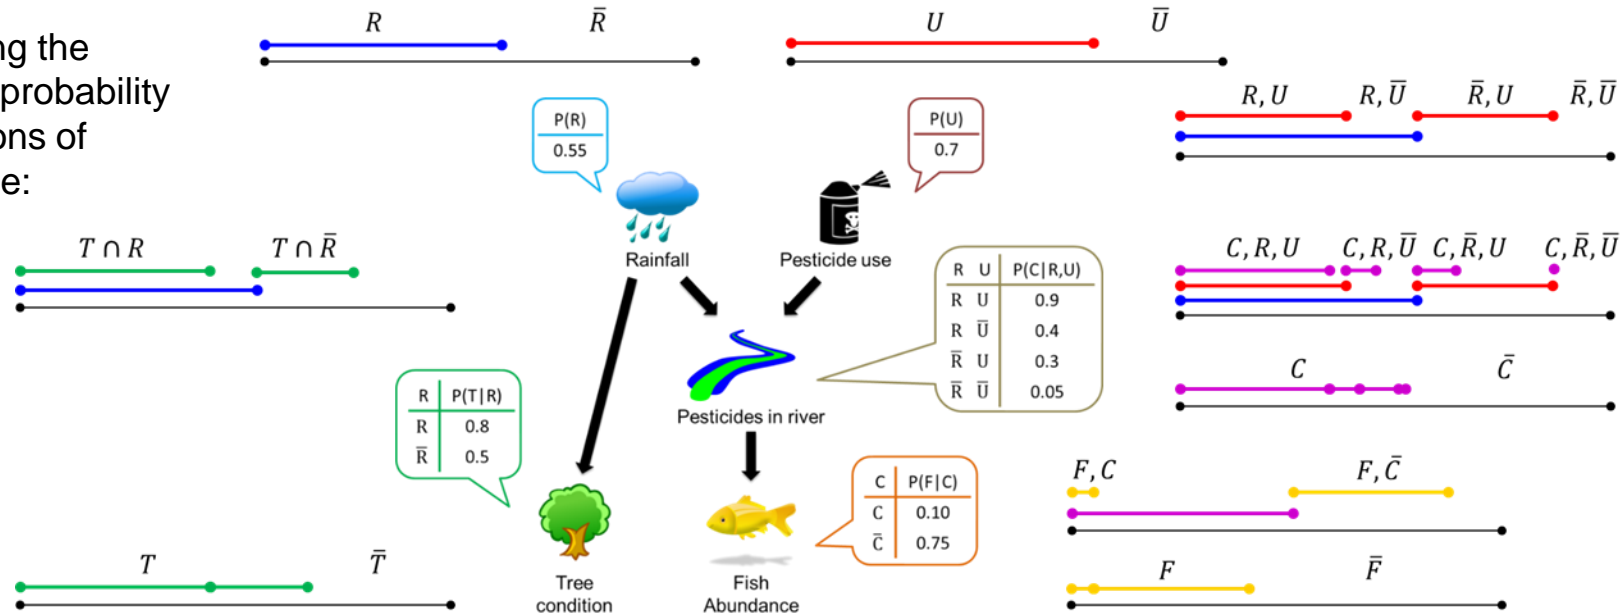 ng the
probability
ons of
e:
R R̅
U U̅
R, U R, U̅ R̅, U R̅, U̅
P(R)
0.55
P(U)
0.7
Rainfall
Pesticide use
T ∩ R T ∩ R̅
R U P(C|R,U)
R U 0.9
R U̅ 0.4
R̅ U 0.3
R̅ U̅ 0.05
C, R, U C, R, U̅ C, R̅, U C, R̅, U̅
C C̅
R P(T|R)
R 0.8
R̅ 0.5
Pesticides in river
C P(F|C)
C 0.10
C̅ 0.75
F, C F, C̅
T T̅
Tree
condition
Fish
Abundance
F F̅